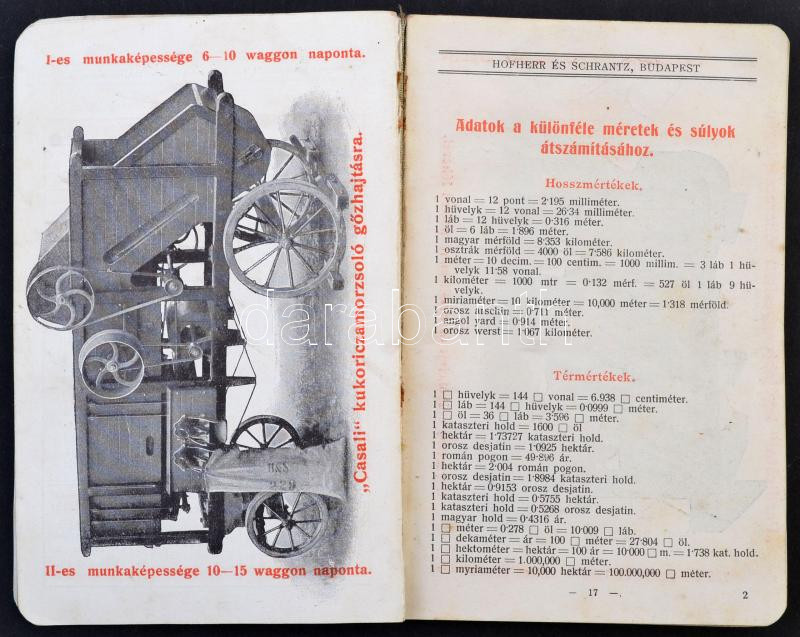 I-es munkaképessége 6—10 waggon naponta.
„Casali" kukoriczamorzsoló gőzhajtásra.
H&S
229
II-es munkaképessége 10—15 waggon naponta.
HOFHERR ÉS SCHRANTZ, BUDAPEST
Adatok a különféle méretek és súlyok
átszámításához.
Hosszmértékek.
1 vonal = 12 pont = 2·195 milliméter.
1 hüvelyk = 12 vonal = 26·34 milliméter.
1 láb = 12 hüvelyk = 0·316 méter.
1 öl = 6 láb = 1·896 méter.
1 magyar mérföld = 8·353 kilométer.
1 osztrák mérföld = 4000 öl = 7·586 kilométer.
1 méter = 10 decim. = 100 centim. = 1000 millim. = 3 láb 1 hü-
velyk 11·58 vonal.
1 kilométer = 1000 mtr = 0·132 mérf. = 527 öl 1 láb 9 hü-
velyk.
1 miriaméter = 10 kilométer = 10,000 méter = 1·318 mérföld.
1 orosz = 0·711 méter.
1 angol yard = 0·914 méter.
1 orosz werst = 1·067 kilométer.
Térmértékek.
1 □ hüvelyk = 144 □ vonal = 6.938 □ centiméter.
1 □ láb = 144 □ hüvelyk = 0·0999 □ méter.
1 □ öl = 36 □ láb = 3·596 □ méter.
1 kataszteri hold = 1600 □ öl
1 hektár = 1·73727 kataszteri hold.
1 orosz desjatin = 1·0925 hektár.
1 román pogon = 49·896 ár.
1 hektár = 2·004 román pogon.
1 orosz desjatin = 1·8984 kataszteri hold.
1 hektár = 0·9153 orosz desjatin.
1 kataszteri hold = 0·5755 hektár.
1 kataszteri hold = 0·5268 orosz desjatin.
1 magyar hold = 0·4316 ár.
1 □ méter = 0·278 □ öl = 10·009 □ láb.
1 □ dekaméter = ár = 100 □ méter = 27·804 □ öl.
1 □ hektométer = hektár = 100 ár = 10·000 □ m. = 1·738 kat. hold.
1 □ kilométer = 1.000,000 □ méter.
1 □ myriaméter = 10,000 hektár = 100.000,000 □ méter.
— 17 —.
2
darabanth